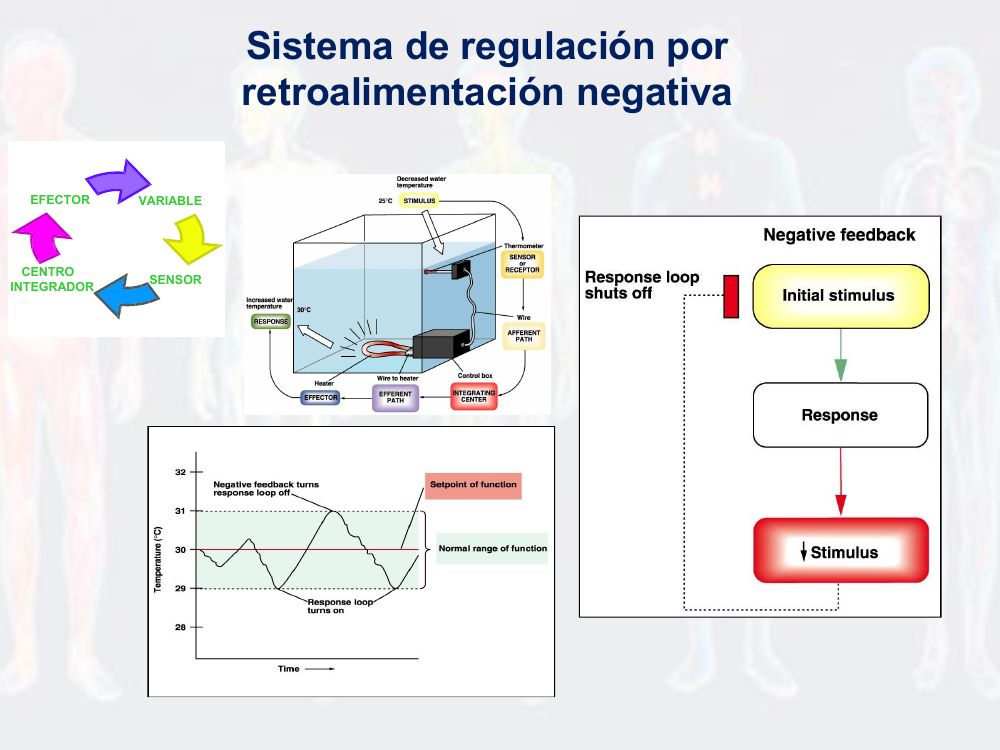 Sistema de regulación por
retroalimentación negativa
EFECTOR
VARIABLE
CENTRO
INTEGRADOR
SENSOR
Decreased water
temperature
25°C
STIMULUS
Thermometer
SENSOR
or
RECEPTOR
Wire
AFFERENT
PATH
Control box
INTEGRATING
CENTER
Wire to heater
EFFERENT
PATH
Heater
EFFECTOR
Increased water
temperature
30°C
RESPONSE
Negative feedback
Response loop
shuts off
Initial stimulus
Response
↓ Stimulus
Temperature (°C)
32
31
30
29
28
Negative feedback turns
response loop off
Setpoint of function
Normal range of function
Response loop
turns on
Time